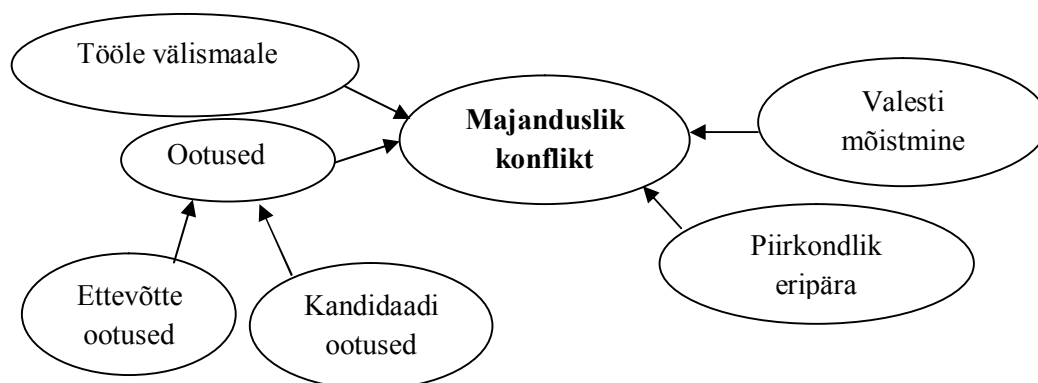 Tööle välismaale
Majanduslik
konflikt
Valesti
mõistmine
Ootused
Piirkondlik
eripära
Ettevõtte
ootused
Kandidaadi
ootused